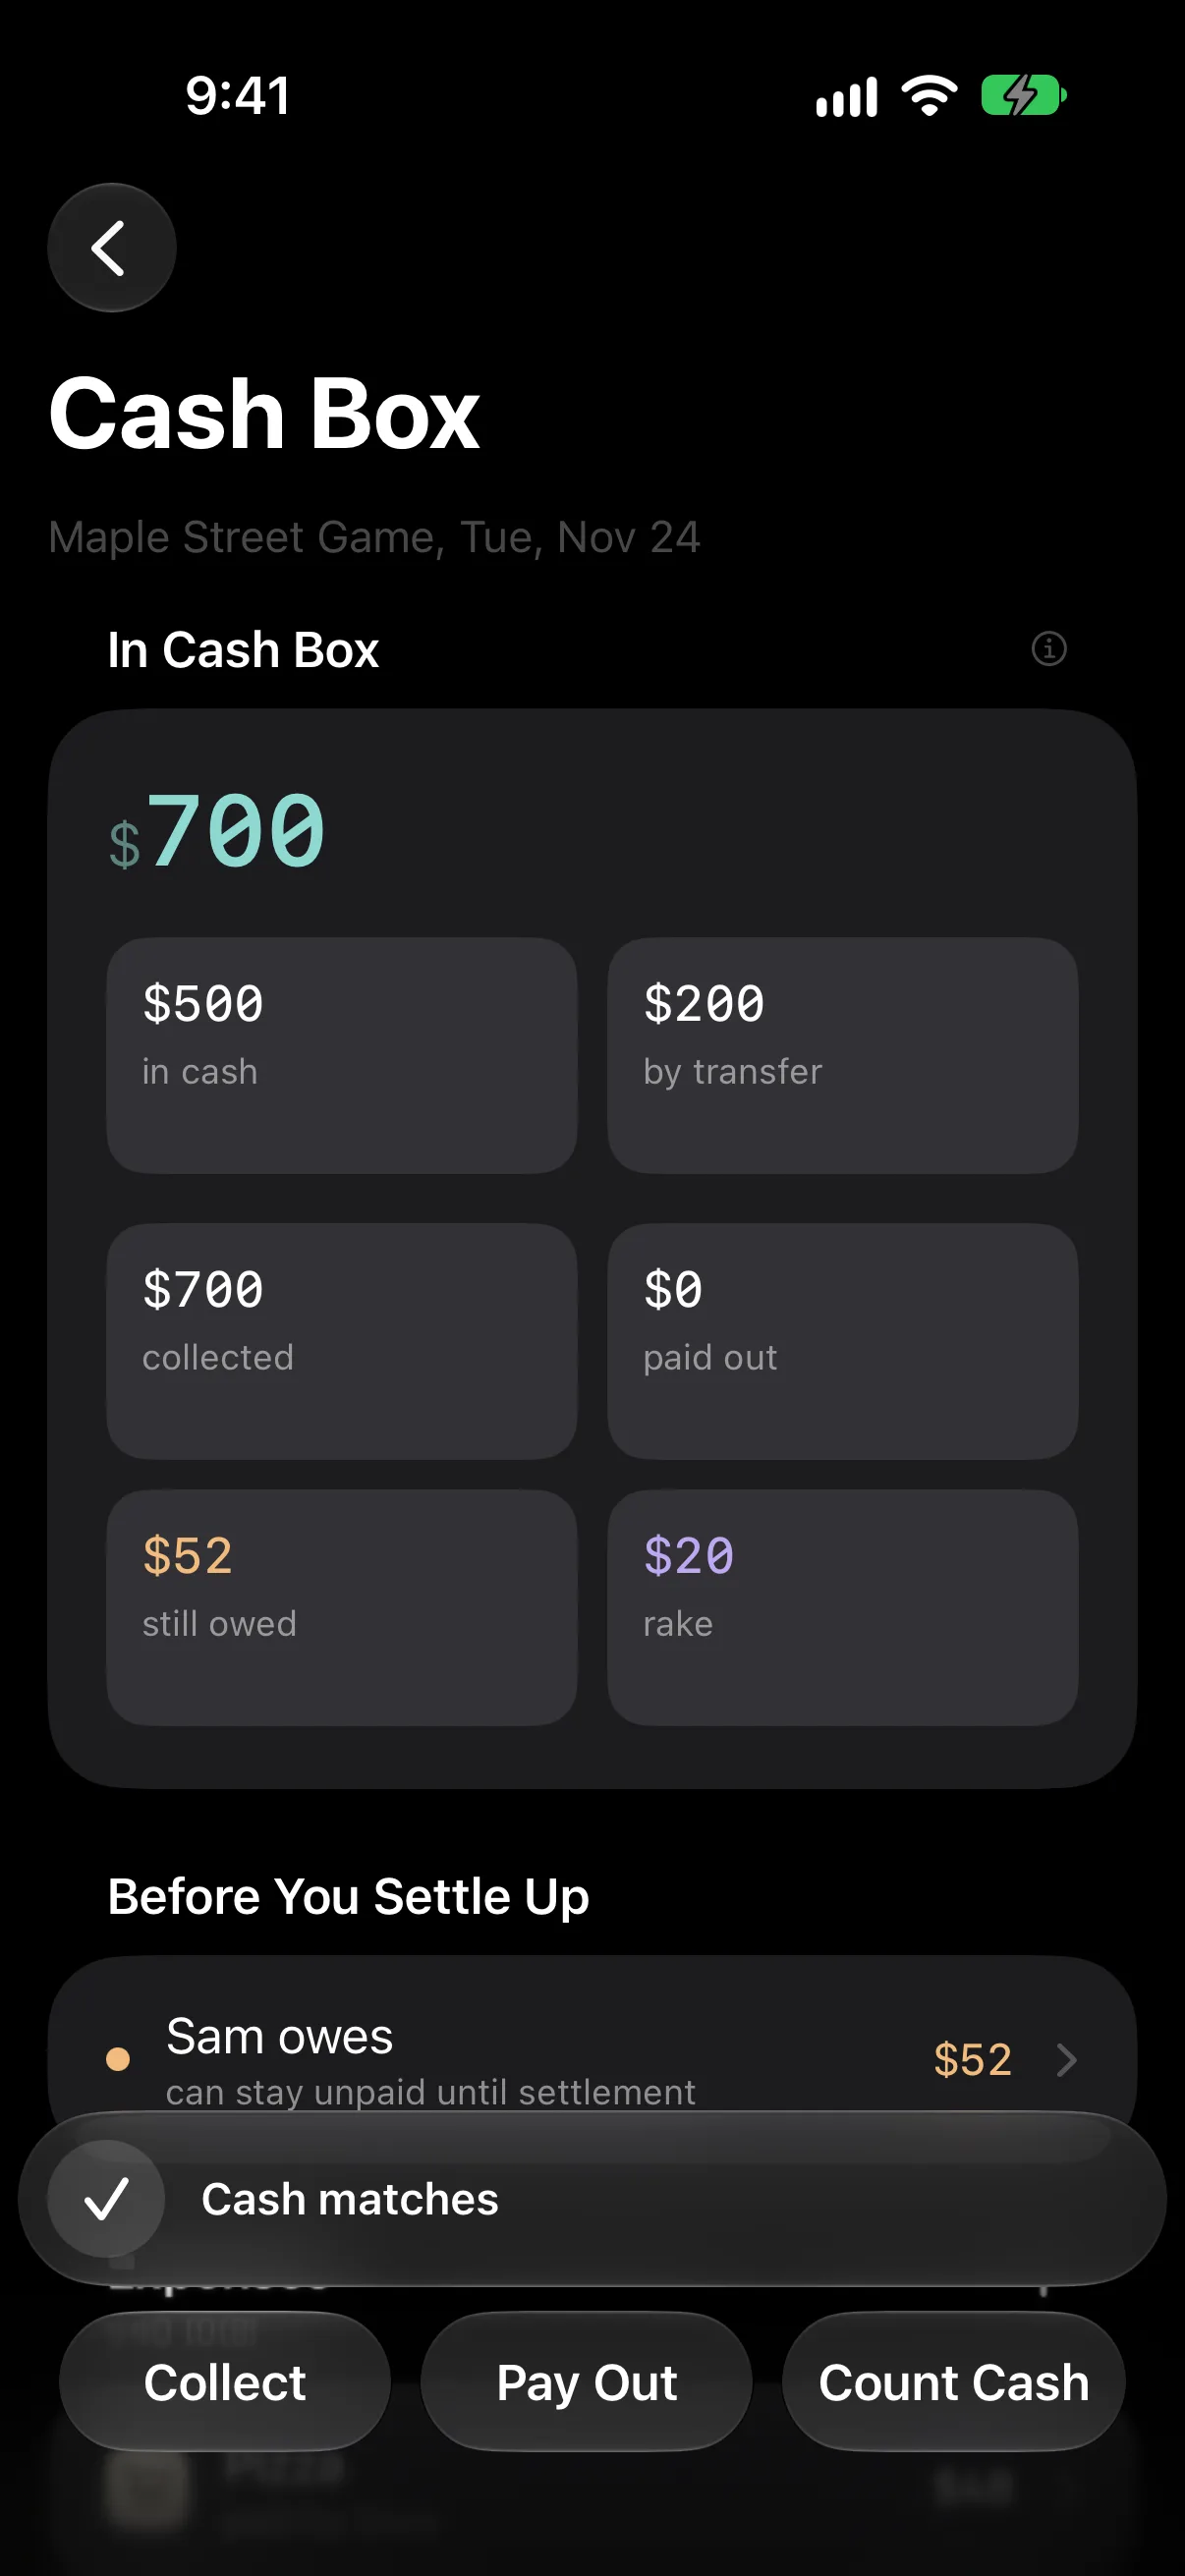 9:41
Cash Box
Maple Street Game, Tue, Nov 24
In Cash Box
$700
$500
in cash
$200
by transfer
$700
collected
$0
paid out
$52
still owed
$20
rake
Before You Settle Up
Sam owes
can stay unpaid until settlement
$52
Cash matches
Collect
Pay Out
Count Cash